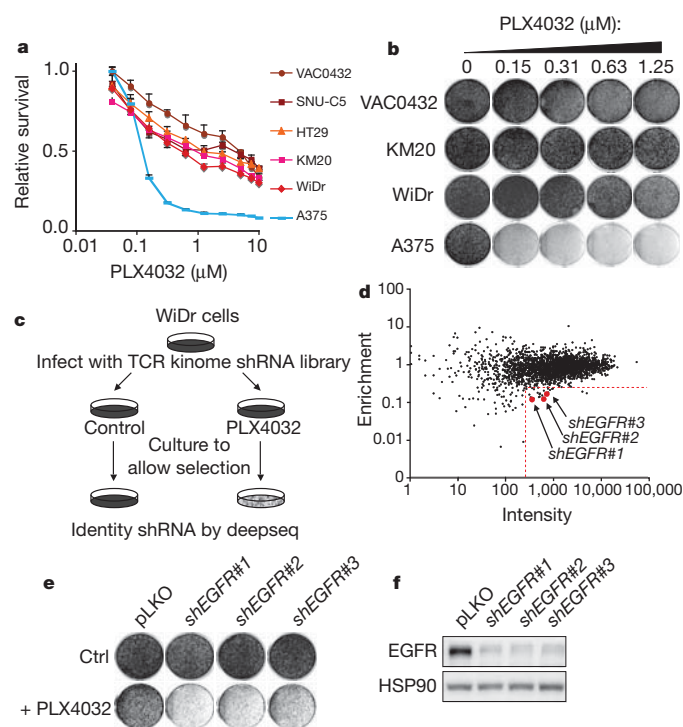 a
Relative survival
1.0
0.5
0.0
0.01
0.1
1
10
PLX4032 (μM)
VAC0432
SNU-C5
HT29
KM20
WiDr
A375
b
PLX4032 (μM):
0 0.15 0.31 0.63 1.25
VAC0432
KM20
WiDr
A375
c
WiDr cells
Infect with TCR kinome shRNA library
Control
PLX4032
Culture to
allow selection
Identity shRNA by deepseq
d
Enrichment
100
10
1
0.1
0.01
0
1 10 100 1,000 10,000 100,000
Intensity
shEGFR#3
shEGFR#2
shEGFR#1
e
pLKO shEGFR#1 shEGFR#2 shEGFR#3
Ctrl
+ PLX4032
f
pLKO shEGFR#1 shEGFR#2 shEGFR#3
EGFR
HSP90